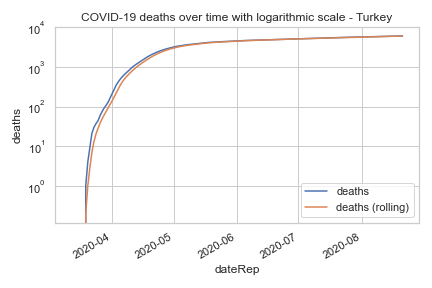 COVID-19 deaths over time with logarithmic scale - Turkey
10⁴
10³
10²
10¹
10⁰
deaths
deaths
deaths (rolling)
2020-04
2020-05
2020-06
2020-07
2020-08
dateRep